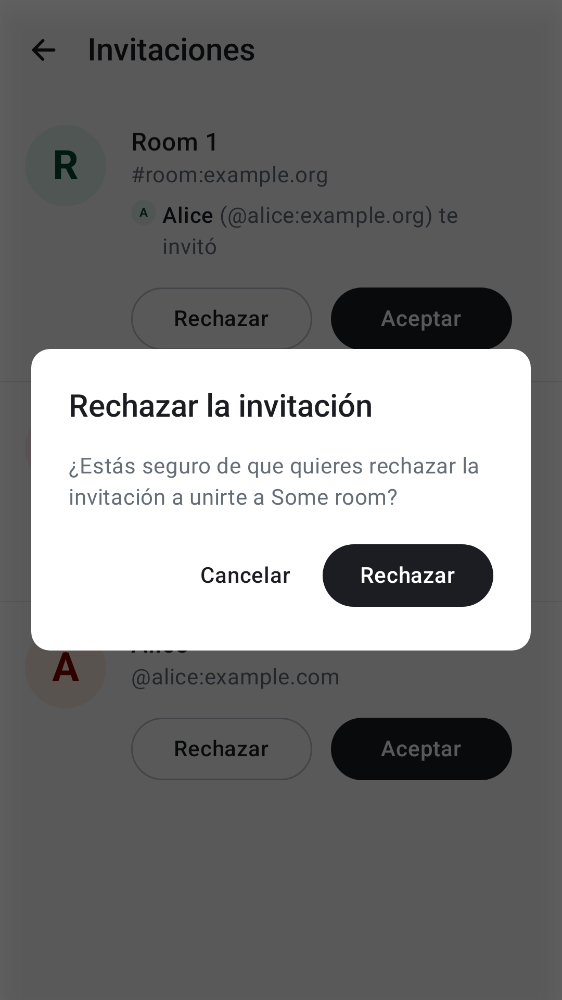 Invitaciones
R
Room 1
#room:example.org
A Alice (@alice:example.org) te
invitó
Rechazar
Aceptar
Rechazar la invitación
¿Estás seguro de que quieres rechazar la
invitación a unirte a Some room?
Cancelar
Rechazar
A
@alice:example.com
Rechazar
Aceptar